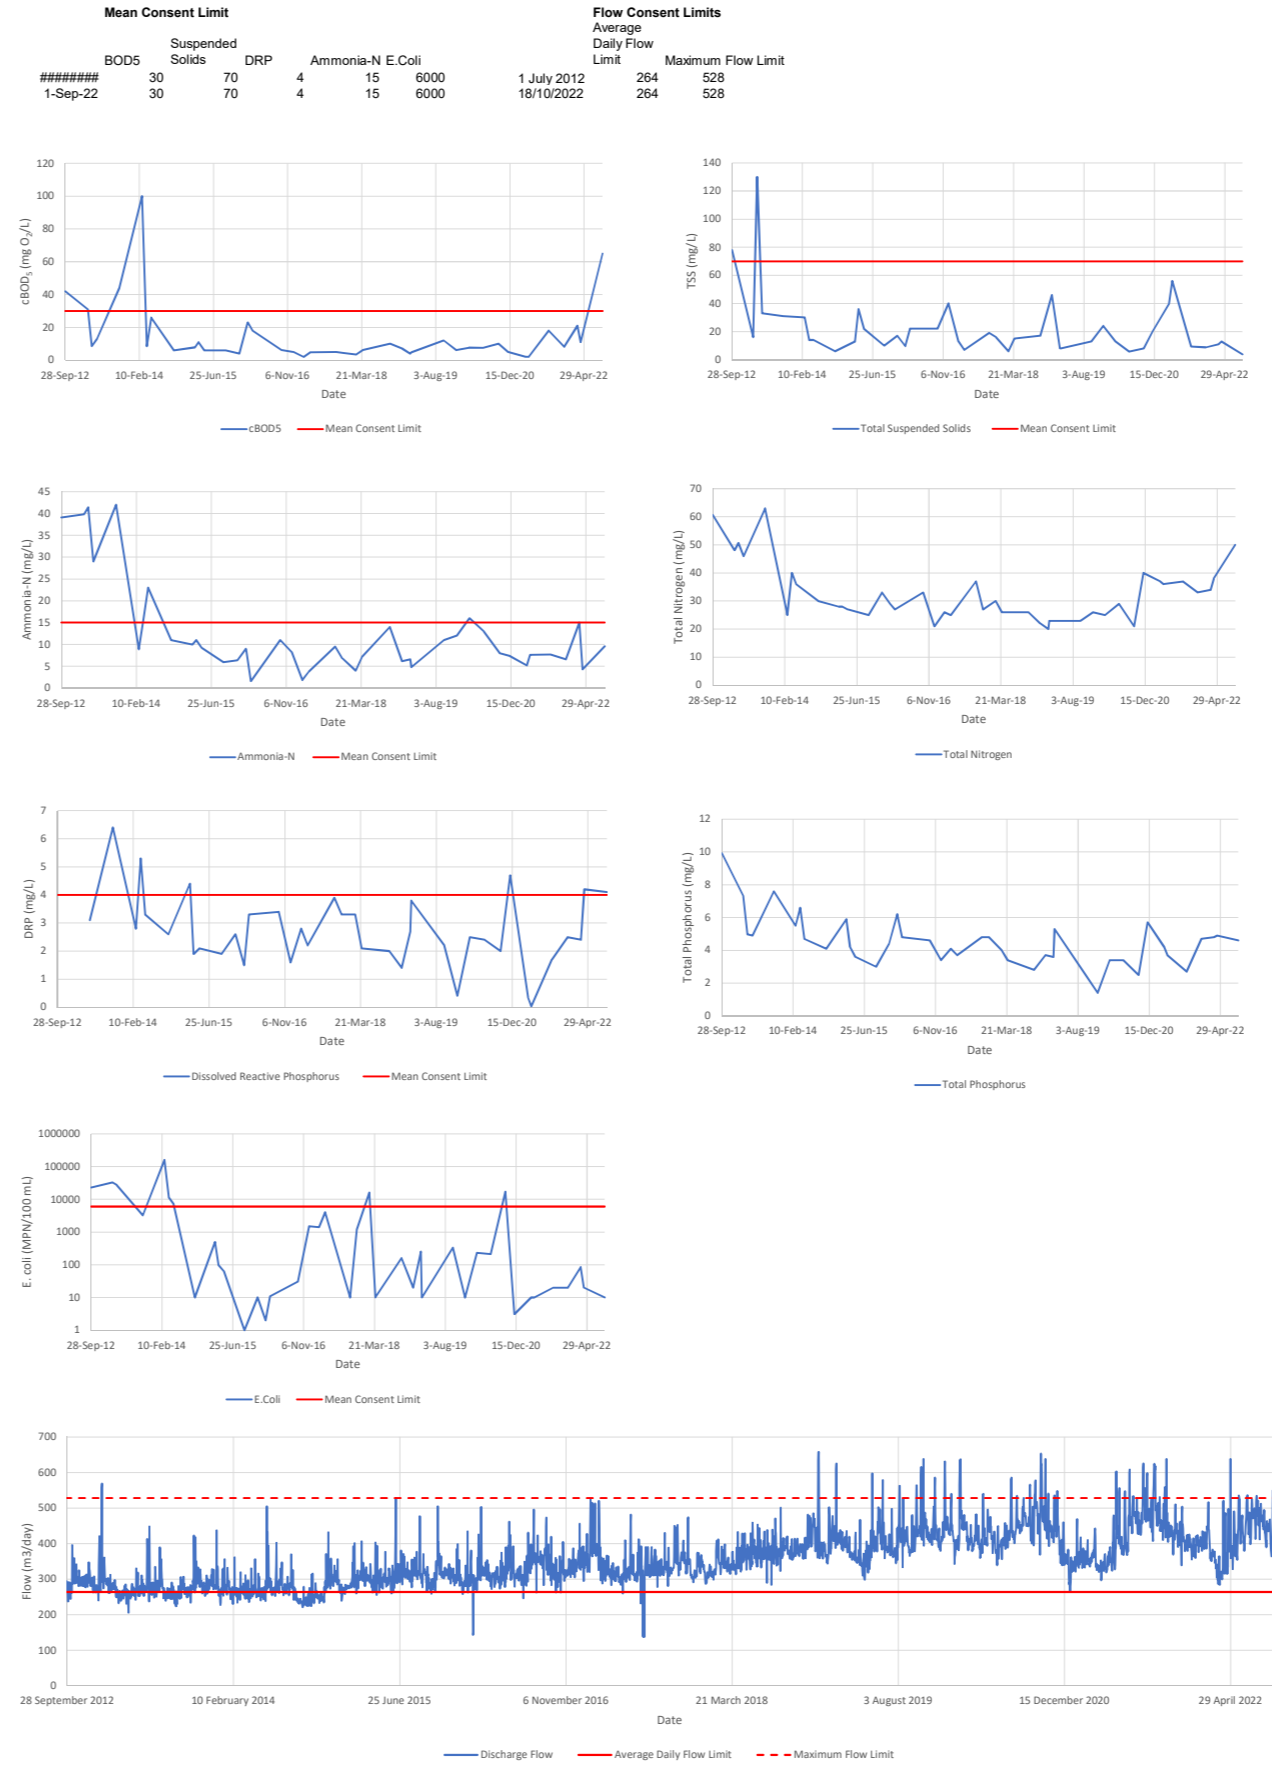 Mean Consent Limit
Flow Consent Limits
BOD5 Suspended Solids DRP Ammonia-N E.Coli
Average Daily Flow Limit Maximum Flow Limit
######## 30 70 4 15 6000 1 July 2012 264 528
1-Sep-22 30 70 4 15 6000 18/10/2022 264 528
120
100
80
60
40
20
0
cBOD5 (mg O2/L)
28-Sep-12 10-Feb-14 25-Jun-15 6-Nov-16 21-Mar-18 3-Aug-19 15-Dec-20 29-Apr-22
Date
cBOD5 Mean Consent Limit
140
120
100
80
60
40
20
0
TSS (mg/L)
28-Sep-12 10-Feb-14 25-Jun-15 6-Nov-16 21-Mar-18 3-Aug-19 15-Dec-20 29-Apr-22
Date
Total Suspended Solids Mean Consent Limit
45
40
35
30
25
20
15
10
5
0
Ammonia-N (mg/L)
28-Sep-12 10-Feb-14 25-Jun-15 6-Nov-16 21-Mar-18 3-Aug-19 15-Dec-20 29-Apr-22
Date
Ammonia-N Mean Consent Limit
70
60
50
40
30
20
10
0
Total Nitrogen (mg/L)
28-Sep-12 10-Feb-14 25-Jun-15 6-Nov-16 21-Mar-18 3-Aug-19 15-Dec-20 29-Apr-22
Date
Total Nitrogen
7
6
5
4
3
2
1
0
DRP (mg/L)
28-Sep-12 10-Feb-14 25-Jun-15 6-Nov-16 21-Mar-18 3-Aug-19 15-Dec-20 29-Apr-22
Date
Dissolved Reactive Phosphorus Mean Consent Limit
12
10
8
6
4
2
0
Total Phosphorus (mg/L)
28-Sep-12 10-Feb-14 25-Jun-15 6-Nov-16 21-Mar-18 3-Aug-19 15-Dec-20 29-Apr-22
Date
Total Phosphorus
1000000
100000
10000
1000
100
10
1
E. coli (MPN/100 mL)
28-Sep-12 10-Feb-14 25-Jun-15 6-Nov-16 21-Mar-18 3-Aug-19 15-Dec-20 29-Apr-22
Date
E.Coli Mean Consent Limit
700
600
500
400
300
200
100
0
Flow (m3/day)
28 September 2012 10 February 2014 25 June 2015 6 November 2016 21 March 2018 3 August 2019 15 December 2020 29 April 2022
Date
Discharge Flow Average Daily Flow Limit Maximum Flow Limit